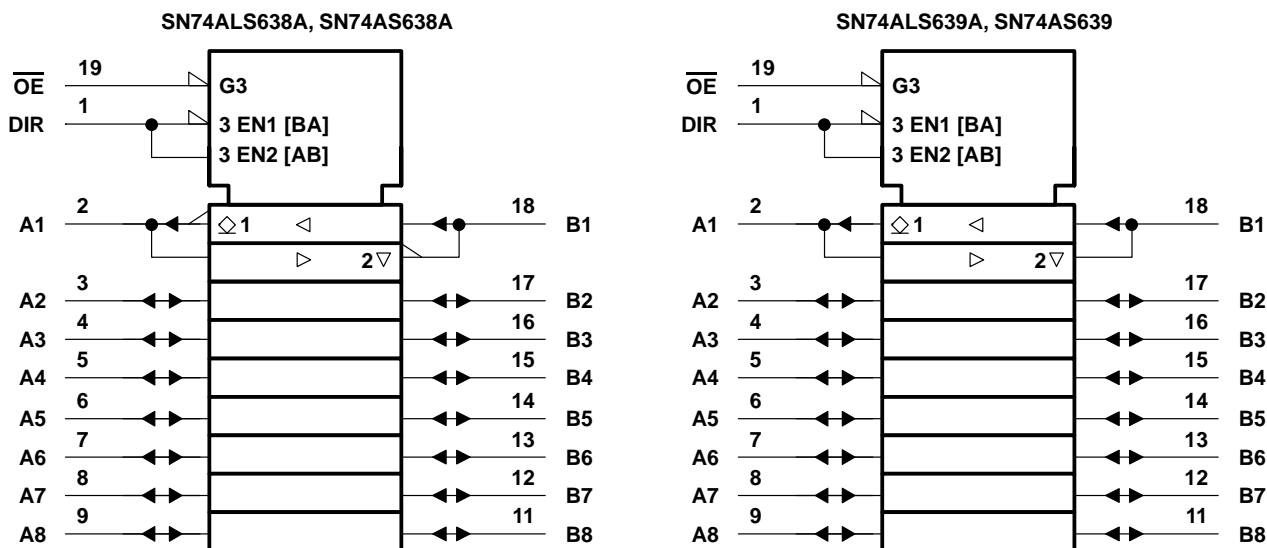 SN74ALS638A, SN74AS638A
OE 19 G3
DIR 1 3 EN1 [BA]
3 EN2 [AB]
A1 2 1 18 B1
2
A2 3 17 B2
A3 4 16 B3
A4 5 15 B4
A5 6 14 B5
A6 7 13 B6
A7 8 12 B7
A8 9 11 B8
SN74ALS639A, SN74AS639
OE 19 G3
DIR 1 3 EN1 [BA]
3 EN2 [AB]
A1 2 1 18 B1
2
A2 3 17 B2
A3 4 16 B3
A4 5 15 B4
A5 6 14 B5
A6 7 13 B6
A7 8 12 B7
A8 9 11 B8